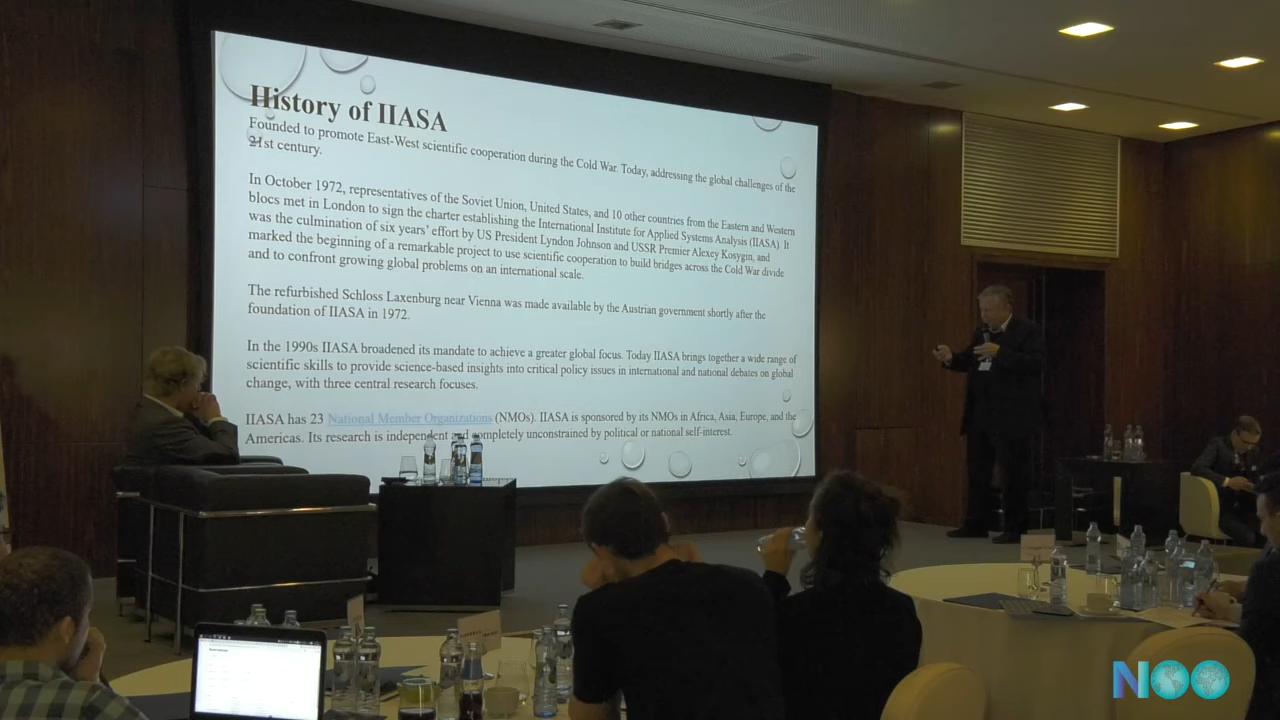 History of IIASA
Founded to promote East-West scientific cooperation during the Cold War. Today, addressing the global challenges of the
21st century.
In October 1972, representatives of the Soviet Union, United States, and 10 other countries from the Eastern and Western
blocs met in London to sign the charter establishing the International Institute for Applied Systems Analysis (IIASA). It
was the culmination of six years' effort by US President Lyndon Johnson and USSR Premier Alexey Kosygin, and
marked the beginning of a remarkable project to use scientific cooperation to build bridges across the Cold War divide
and to confront growing global problems on an international scale.
The refurbished Schloss Laxenburg near Vienna was made available by the Austrian government shortly after the
foundation of IIASA in 1972.
In the 1990s IIASA broadened its mandate to achieve a greater global focus. Today IIASA brings together a wide range of
scientific skills to provide science-based insights into critical policy issues in international and national debates on global
change, with three central research focuses.
IIASA has 23 National Member Organizations (NMOs). IIASA is sponsored by its NMOs in Africa, Asia, Europe, and the
Americas. Its research is independent and completely unconstrained by political or national self-interest.
NOO